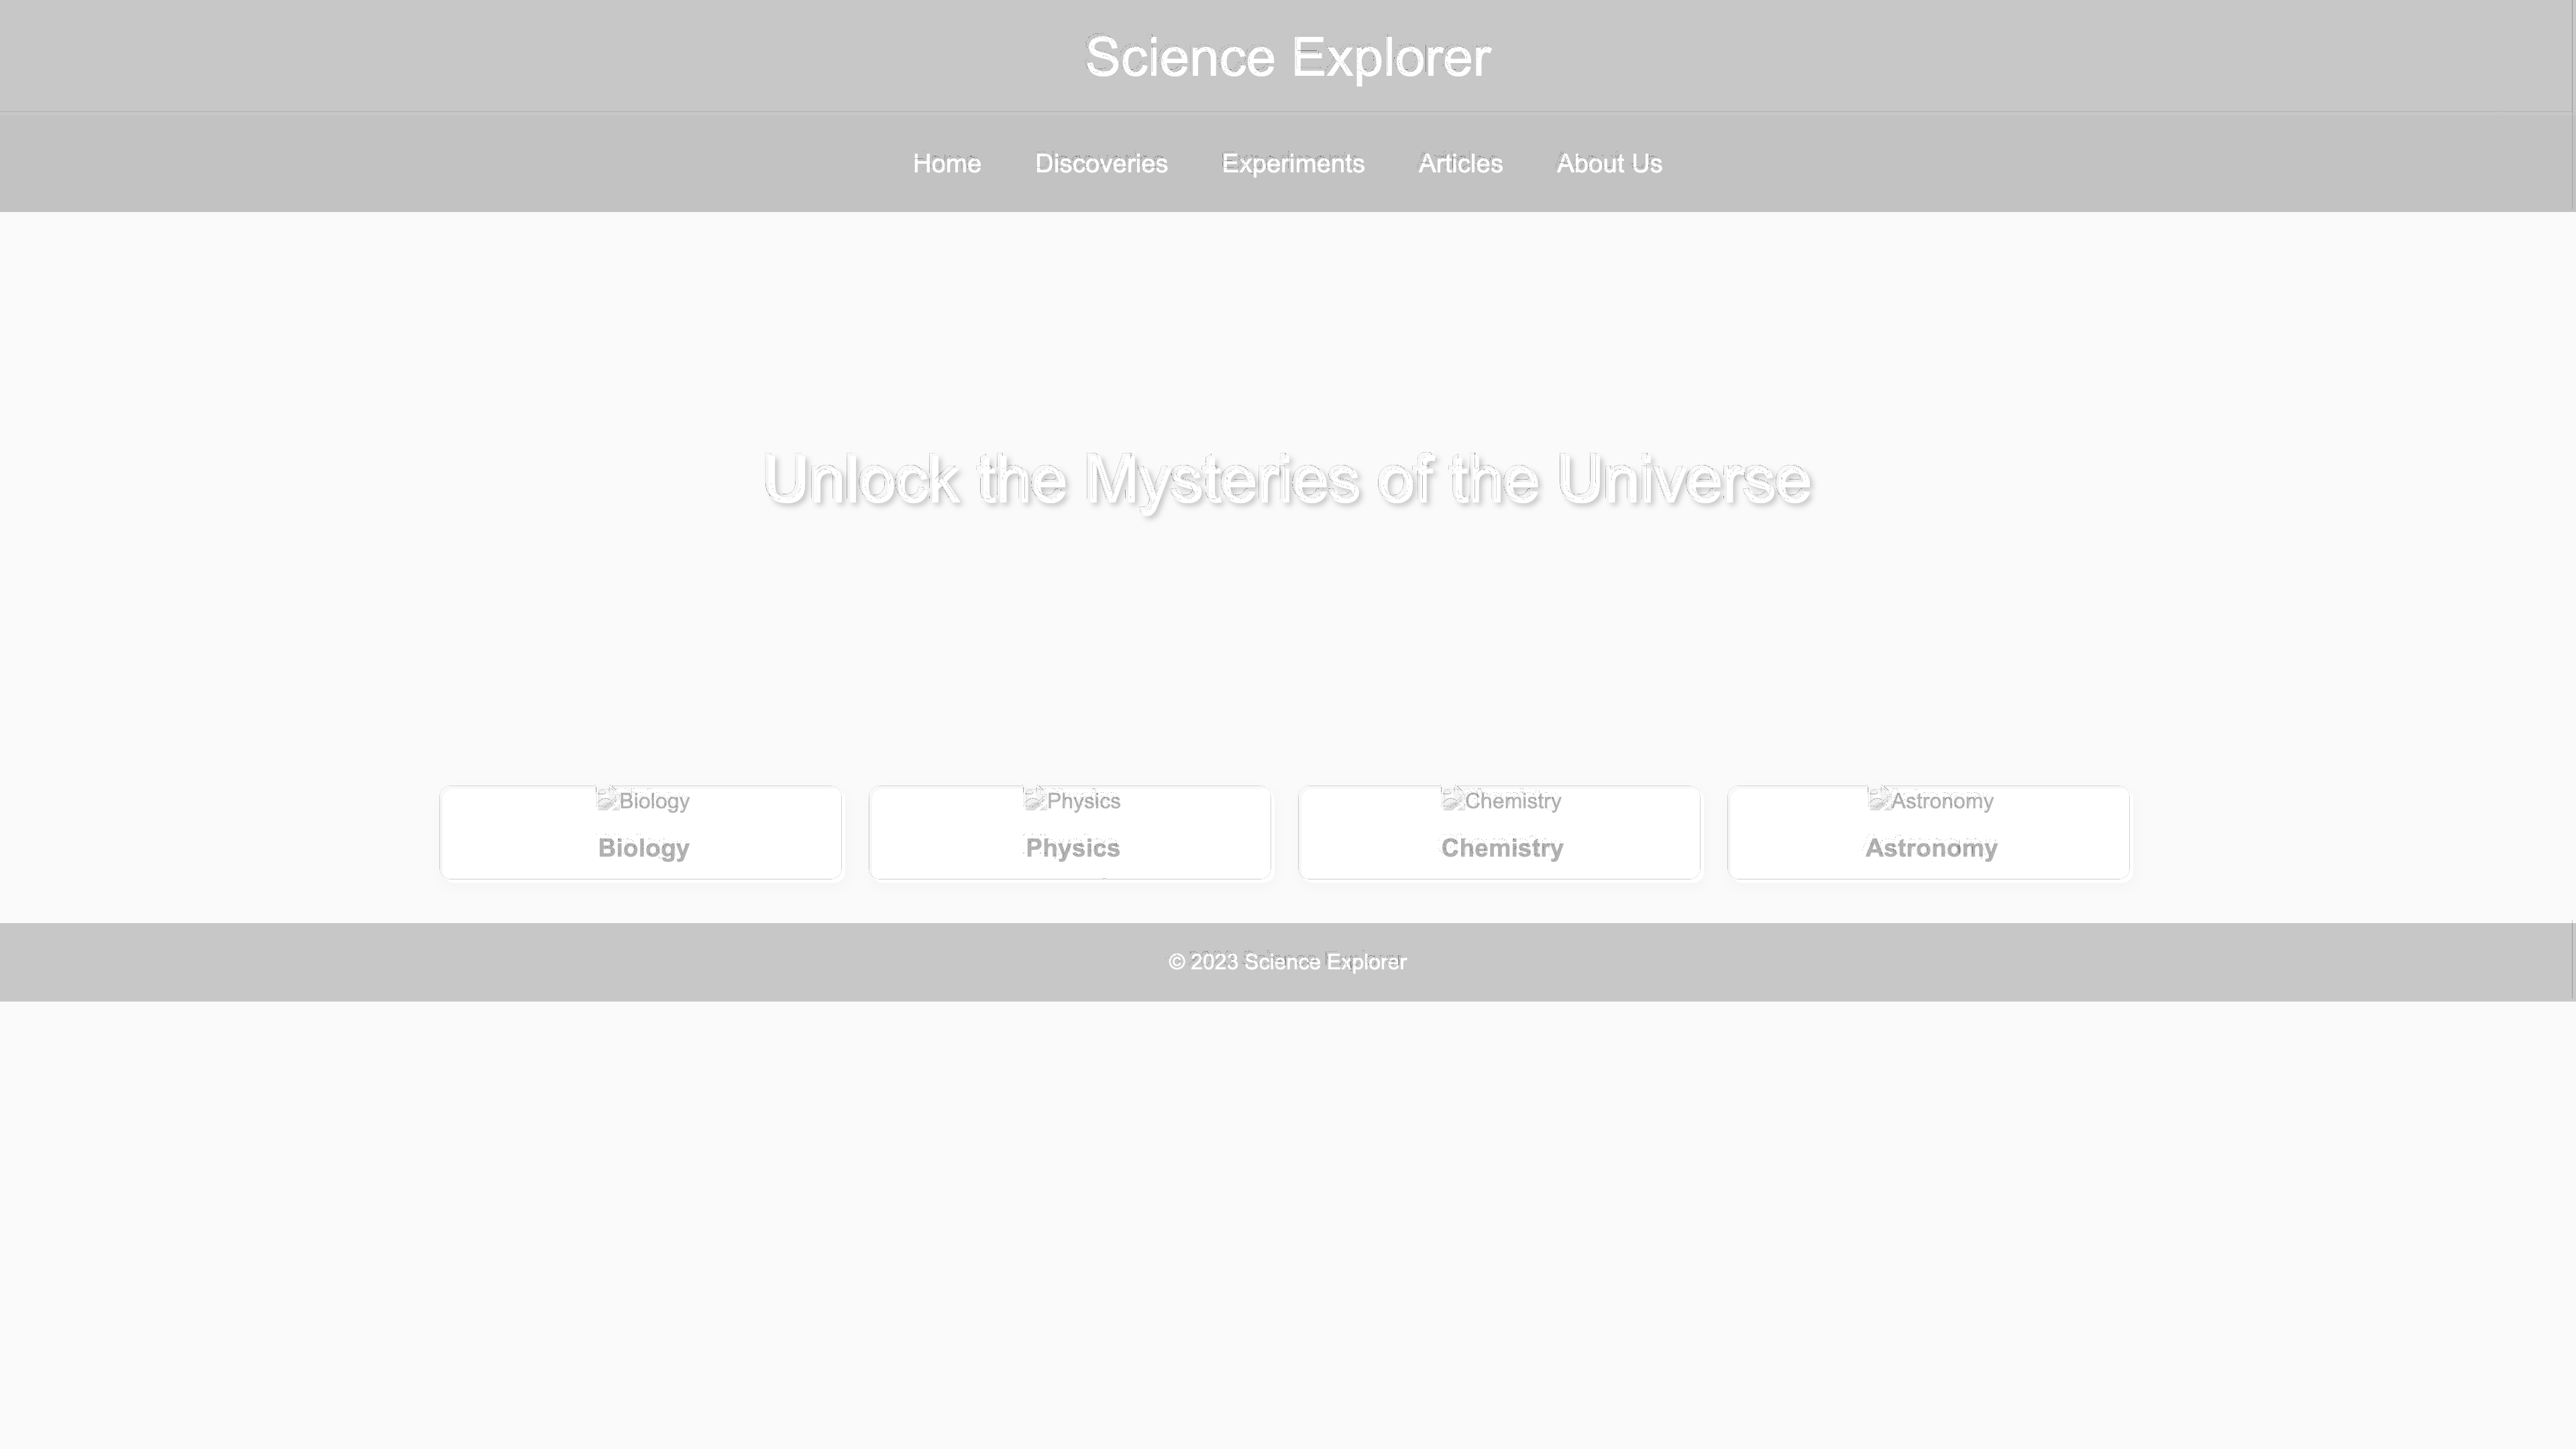 Science Explorer
Home Discoveries Experiments Articles About Us
Unlock the Mysteries of the Universe
Biology Physics Chemistry Astronomy
Biology Physics Chemistry Astronomy
© 2023 Science Explorer